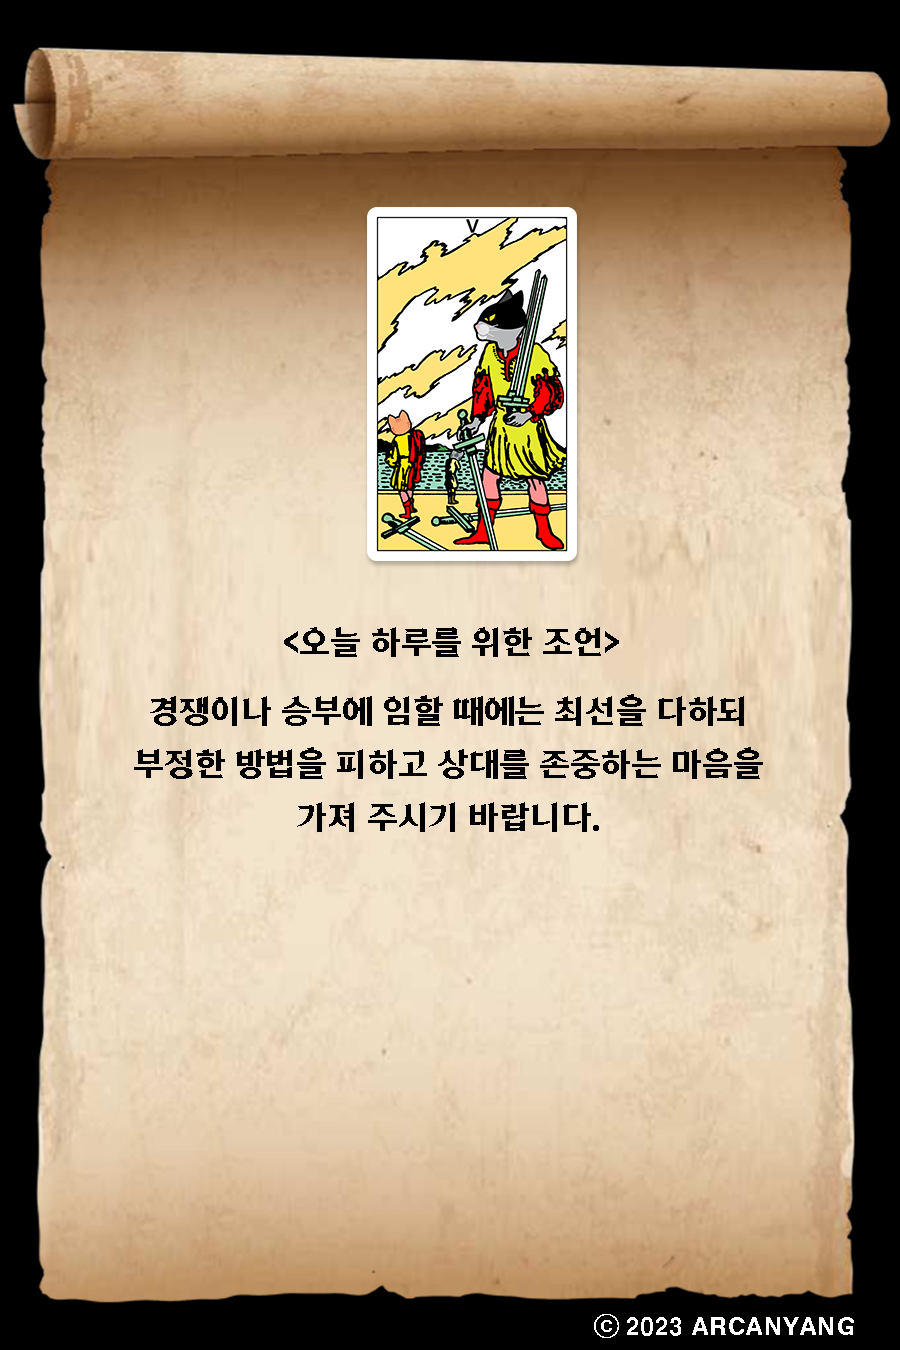 V
<오늘 하루를 위한 조언>
경쟁이나 승부에 임할 때에는 최선을 다하되
부정한 방법을 피하고 상대를 존중하는 마음을
가져 주시기 바랍니다.
ⓒ 2023 ARCANYANG